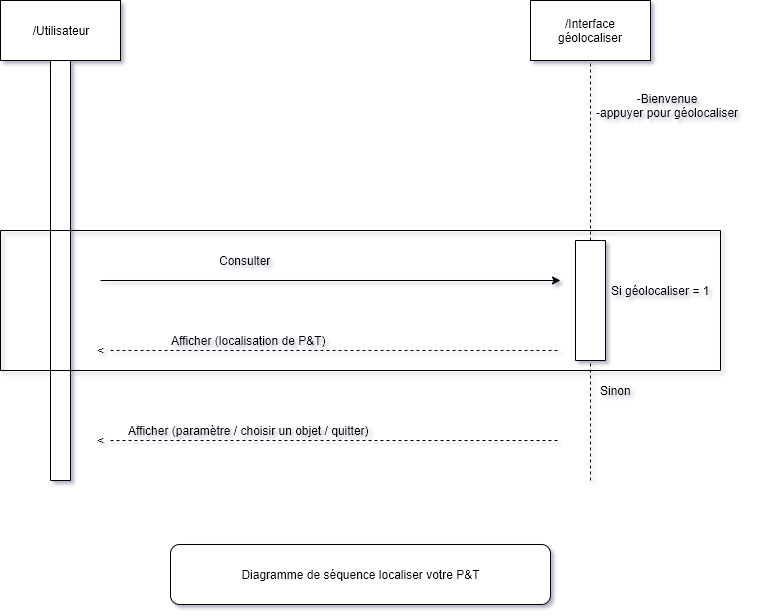 /Utilisateur
/Interface
géolocaliser
-Bienvenue
-appuyer pour géolocaliser
Consulter
Si géolocaliser = 1
Afficher (localisation de P&T)
Sinon
Afficher (paramètre / choisir un objet / quitter)
Diagramme de séquence localiser votre P&T